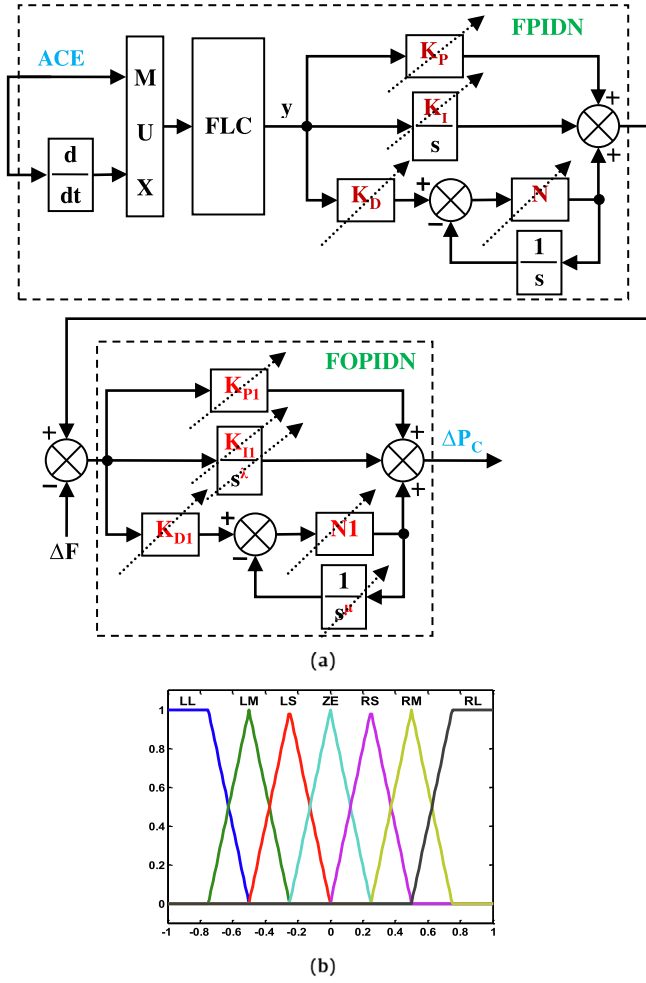 FPIDN
ACE
M
U
X
FLC
y
d
dt
K_P
K_I
s
K_D
N
1
s
+
+
+
−
FOPIDN
K_P1
K_I1
s^λ
K_D1
N1
1
s^μ
+
−
+
+
+
−
ΔF
ΔP_C
(a)
LL LM LS ZE RS RM RL
1
0.8
0.6
0.4
0.2
0
-1 -0.8 -0.6 -0.4 -0.2 0 0.2 0.4 0.6 0.8 1
(b)